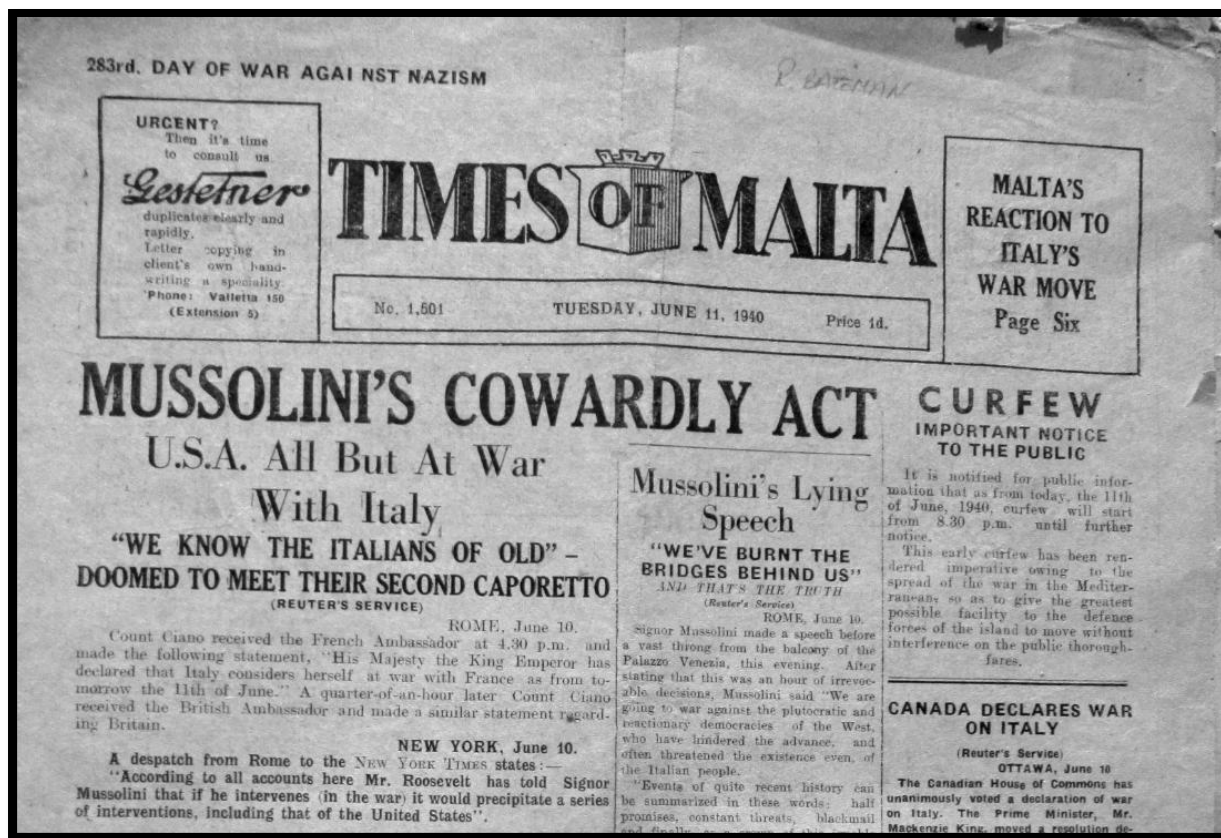 283rd. DAY OF WAR AGAINST NAZISM
R. BATEMAN
URGENT?
Then it's time
to consult us
Gestetner
duplicates clearly and
rapidly.
Letter copying in
client's own hand-
writing a speciality.
'Phone: Valletta 150
(Extension 5)
TIMES OF MALTA
No. 1,501 TUESDAY, JUNE 11, 1940 Price 1d.
MALTA'S
REACTION TO
ITALY'S
WAR MOVE
Page Six
MUSSOLINI'S COWARDLY ACT
U.S.A. All But At War
With Italy
"WE KNOW THE ITALIANS OF OLD" –
DOOMED TO MEET THEIR SECOND CAPORETTO
(REUTER'S SERVICE)
ROME, June 10.
Count Ciano received the French Ambassador at 4.30 p.m. and
made the following statement, "His Majesty the King Emperor has
declared that Italy considers herself at war with France as from to-
morrow the 11th of June." A quarter-of-an-hour later Count Ciano
received the British Ambassador and made a similar statement regard-
ing Britain.
NEW YORK, June 10.
A despatch from Rome to the NEW YORK TIMES states:—
"According to all accounts here Mr. Roosevelt has told Signor
Mussolini that if he intervenes (in the war) it would precipitate a series
of interventions, including that of the United States".
Mussolini's Lying
Speech
"WE'VE BURNT THE
BRIDGES BEHIND US"
AND THAT'S THE TRUTH
(Reuter's Service)
ROME, June 10.
Signor Mussolini made a speech before
a vast throng from the balcony of the
Palazzo Venezia, this evening. After
stating that this was an hour of irrevoc-
able decisions, Mussolini said "We are
going to war against the plutocratic and
reactionary democracies of the West,
who have hindered the advance, and
often threatened the existence even, of
the Italian people.
"Events of quite recent history can
be summarized in these words: half
promises, constant threats, blackmail
and finally, as a crown of this
CURFEW
IMPORTANT NOTICE
TO THE PUBLIC
It is notified for public infor-
mation that as from today, the 11th
of June, 1940, curfew will start
from 8.30 p.m. until further
notice.
This early curfew has been ren-
dered imperative owing to the
spread of the war in the Mediter-
ranean, so as to give the greatest
possible facility to the defence
forces of the island to move without
interference on the public thorough-
fares.
CANADA DECLARES WAR
ON ITALY
(Reuter's Service)
OTTAWA, June 10
The Canadian House of Commons has
unanimously voted a declaration of war
on Italy. The Prime Minister, Mr.
Mackenzie King, moved a resolution de-